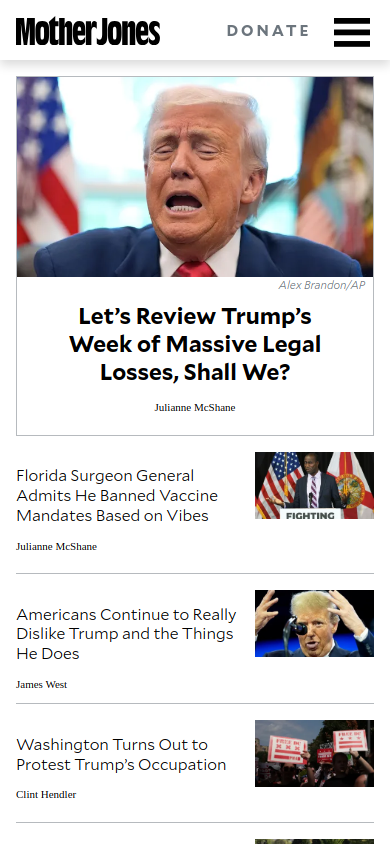 Mother Jones
DONATE
Alex Brandon/AP
Let’s Review Trump’s
Week of Massive Legal
Losses, Shall We?
Julianne McShane
Florida Surgeon General
Admits He Banned Vaccine
Mandates Based on Vibes
Julianne McShane
FIGHTING
Americans Continue to Really
Dislike Trump and the Things
He Does
James West
Washington Turns Out to
Protest Trump’s Occupation
Clint Hendler
FREE DC